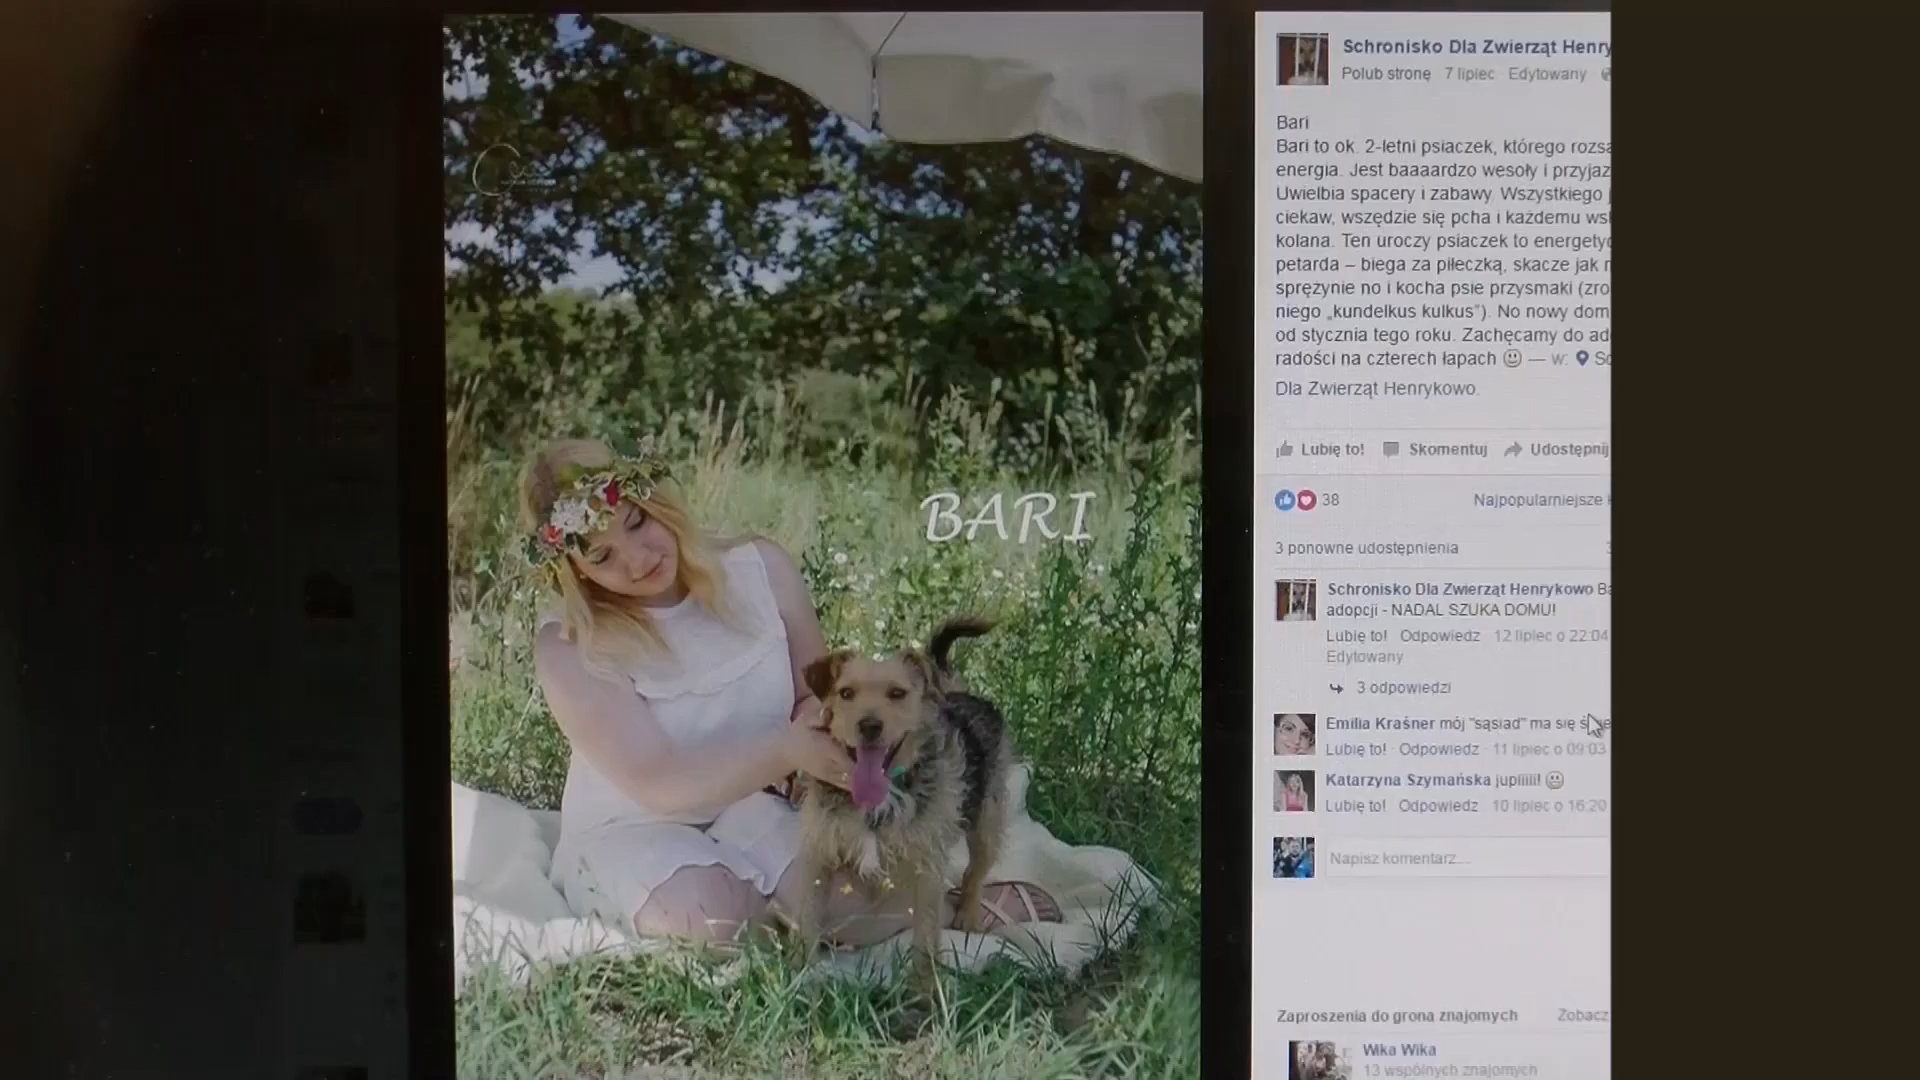 BARI
Schronisko Dla Zwierząt Henry
Polub stronę 7 lipiec · Edytowany
Bari
Bari to ok. 2-letni psiaczek, którego rozsa
energia. Jest baaaardzo wesoły i przyjaz
Uwielbia spacery i zabawy. Wszystkiego j
ciekaw, wszędzie się pcha i każdemu wsk
kolana. Ten uroczy psiaczek to energetyc
petarda – biega za piłeczką, skacze jak n
sprężynie no i kocha psie przysmaki (zro
niego „kundelkus kulkus”). No nowy dom
od stycznia tego roku. Zachęcamy do ado
radości na czterech łapach 🙂 — w: Sc
Dla Zwierząt Henrykowo.
Lubię to! Skomentuj Udostępnij
38 Najpopularniejsze
3 ponowne udostępnienia
Schronisko Dla Zwierząt Henrykowo Ba
adopcji - NADAL SZUKA DOMU!
Lubię to! · Odpowiedz · 12 lipiec o 22:04
Edytowany
3 odpowiedzi
Emilia Kraśner mój "sąsiad" ma się
Lubię to! · Odpowiedz · 11 lipiec o 09:03
Katarzyna Szymańska jupiiiii! 🙂
Lubię to! · Odpowiedz · 10 lipiec o 16:20
Napisz komentarz...
Zaproszenia do grona znajomych Zobacz
Wika Wika
13 wspólnych znajomych